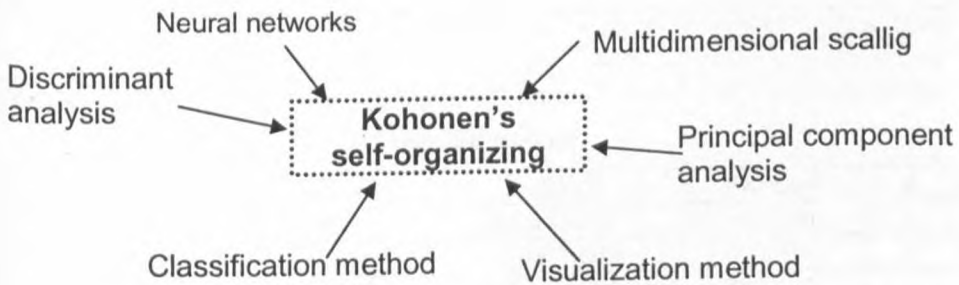 Neural networks
Multidimensional scallig
Discriminant
analysis
Kohonen's
self-organizing
Principal component
analysis
Classification method
Visualization method